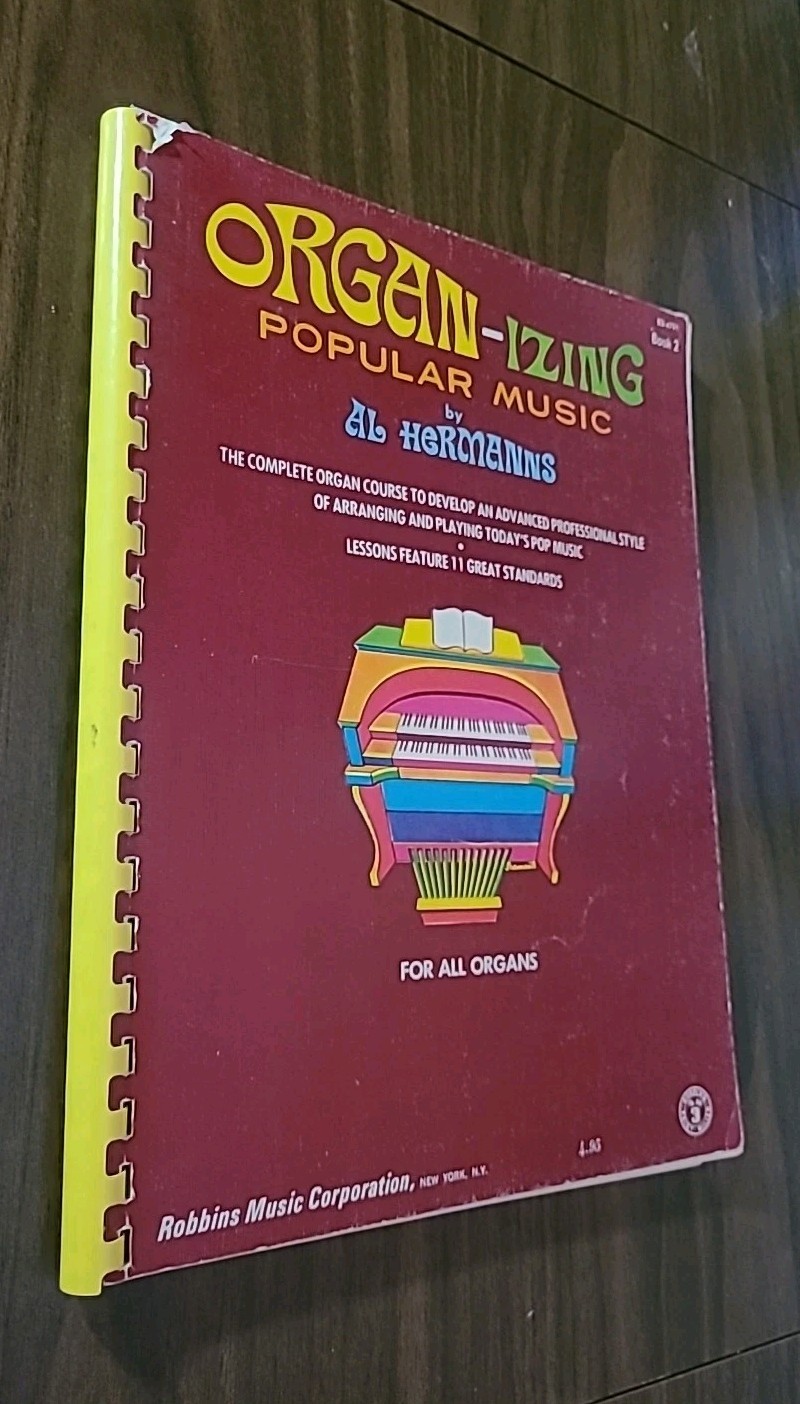 ORGAN-IZING
Book 2
POPULAR MUSIC
by
AL HERMANNS
THE COMPLETE ORGAN COURSE TO DEVELOP AN ADVANCED PROFESSIONAL STYLE
OF ARRANGING AND PLAYING TODAY'S POP MUSIC
•
LESSONS FEATURE 11 GREAT STANDARDS
FOR ALL ORGANS
4.95
Robbins Music Corporation, NEW YORK, N.Y.